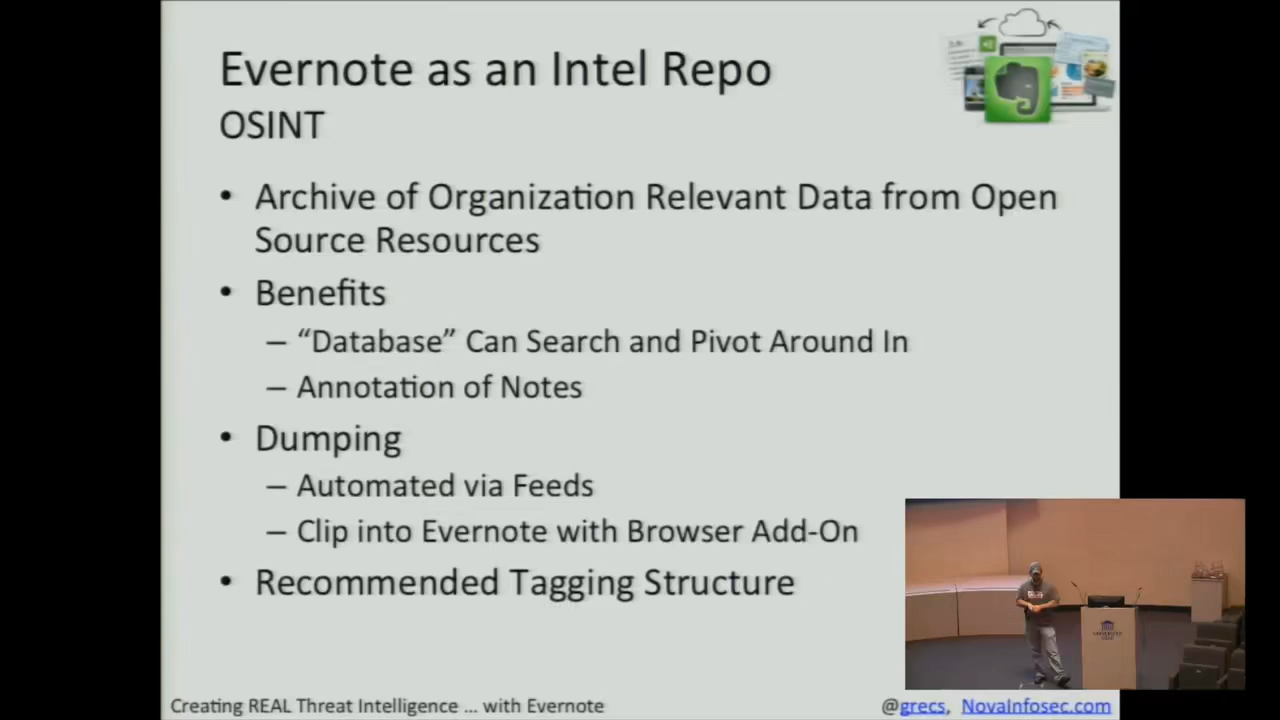 Evernote as an Intel Repo
OSINT
• Archive of Organization Relevant Data from Open
Source Resources
• Benefits
– “Database” Can Search and Pivot Around In
– Annotation of Notes
• Dumping
– Automated via Feeds
– Clip into Evernote with Browser Add-On
• Recommended Tagging Structure
Creating REAL Threat Intelligence ... with Evernote
@grecs, NovaInfosec.com